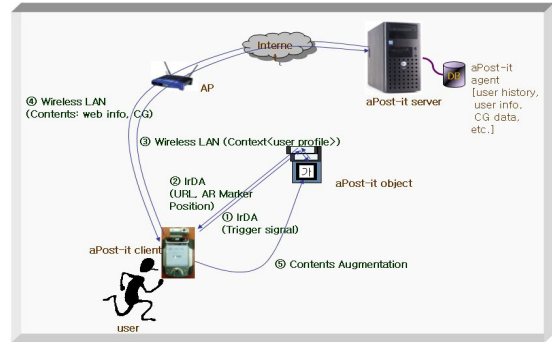 Interne
t
AP
aPost-it server
DB
aPost-it
agent
[user history,
user info,
CG data,
etc.]
④ Wireless LAN
(Contents: web info, CG)
③ Wireless LAN (Context<user profile>)
② IrDA
(URL, AR Marker
Position)
가
aPost-it object
① IrDA
(Trigger signal)
aPost-it client
⑤ Contents Augmentation
user